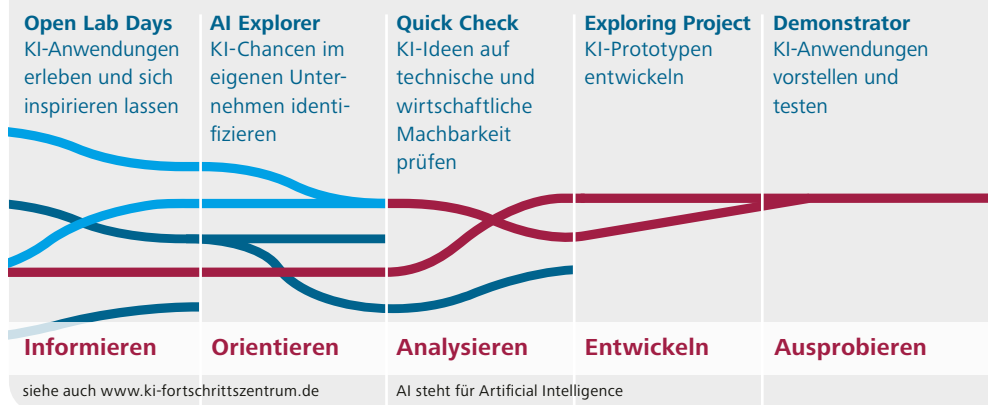 Open Lab Days
KI-Anwendungen
erleben und sich
inspirieren lassen
AI Explorer
KI-Chancen im
eigenen Unter-
nehmen identi-
fizieren
Quick Check
KI-Ideen auf
technische und
wirtschaftliche
Machbarkeit
prüfen
Exploring Project
KI-Prototypen
entwickeln
Demonstrator
KI-Anwendungen
vorstellen und
testen
Informieren
Orientieren
Analysieren
Entwickeln
Ausprobieren
siehe auch www.ki-fortschrittszentrum.de
AI steht für Artificial Intelligence